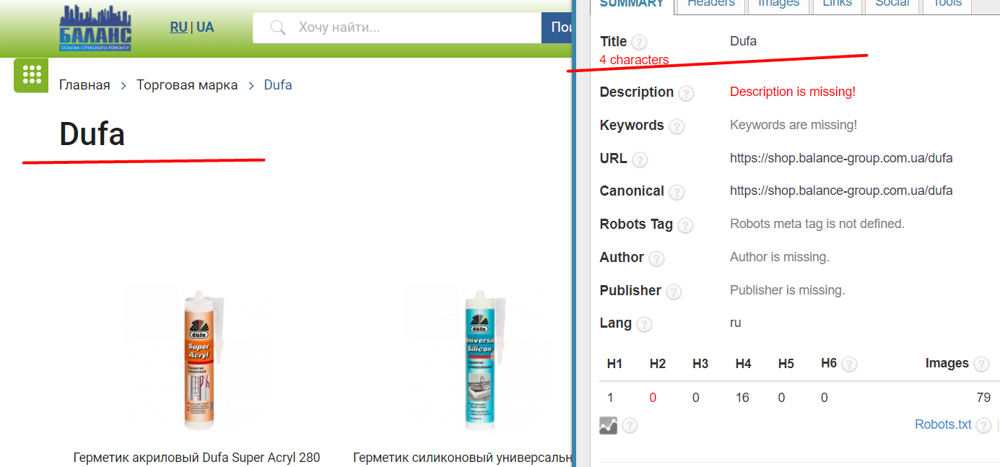 БАЛАНС
ОСНОВА СУЧАСНОГО РЕМОНТУ
RU | UA
Хочу найти...
Пои
Главная > Торговая марка > Dufa
Dufa
düfa
Super
Acryl
Герметик
düfa
Universal
Silicon
Герметик
Герметик акриловый Dufa Super Acryl 280
Герметик силиконовый универсальн
SUMMARY Headers Images Links Social Tools
Title ? Dufa
4 characters
Description ? Description is missing!
Keywords ? Keywords are missing!
URL ? https://shop.balance-group.com.ua/dufa
Canonical ? https://shop.balance-group.com.ua/dufa
Robots Tag ? Robots meta tag is not defined.
Author ? Author is missing.
Publisher ? Publisher is missing.
Lang ? ru
H1 H2 H3 H4 H5 H6 ? Images ?
1 0 0 16 0 0 79
? Robots.txt ? |